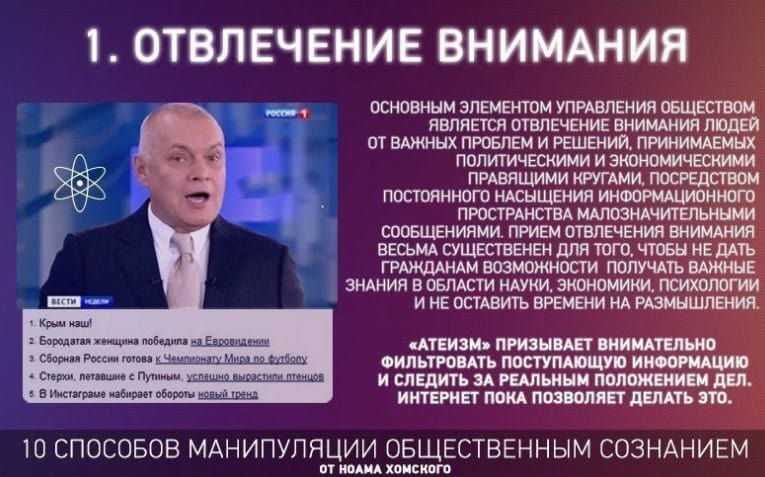 1. ОТВЛЕЧЕНИЕ ВНИМАНИЯ
РОССИЯ 1
ОСНОВНЫМ ЭЛЕМЕНТОМ УПРАВЛЕНИЯ ОБЩЕСТВОМ
ЯВЛЯЕТСЯ ОТВЛЕЧЕНИЕ ВНИМАНИЯ ЛЮДЕЙ
ОТ ВАЖНЫХ ПРОБЛЕМ И РЕШЕНИЙ, ПРИНИМАЕМЫХ
ПОЛИТИЧЕСКИМИ И ЭКОНОМИЧЕСКИМИ
ПРАВЯЩИМИ КРУГАМИ, ПОСРЕДСТВОМ
ПОСТОЯННОГО НАСЫЩЕНИЯ ИНФОРМАЦИОННОГО
ПРОСТРАНСТВА МАЛОЗНАЧИТЕЛЬНЫМИ
СООБЩЕНИЯМИ. ПРИЕМ ОТВЛЕЧЕНИЯ ВНИМАНИЯ
ВЕСЬМА СУЩЕСТВЕНЕН ДЛЯ ТОГО, ЧТОБЫ НЕ ДАТЬ
ГРАЖДАНАМ ВОЗМОЖНОСТИ ПОЛУЧАТЬ ВАЖНЫЕ
ЗНАНИЯ В ОБЛАСТИ НАУКИ, ЭКОНОМИКИ, ПСИХОЛОГИИ
И НЕ ОСТАВИТЬ ВРЕМЕНИ НА РАЗМЫШЛЕНИЯ.
ВЕСТИ НЕДЕЛИ
1. Крым наш!
2. Бородатая женщина победила на Евровидении
3. Сборная России готова к Чемпионату Мира по футболу
4. Стерхи, летавшие с Путиным, успешно вырастили птенцов
5. В Инстаграме набирает обороты новый тренд
«АТЕИЗМ» ПРИЗЫВАЕТ ВНИМАТЕЛЬНО
ФИЛЬТРОВАТЬ ПОСТУПАЮЩУЮ ИНФОРМАЦИЮ
И СЛЕДИТЬ ЗА РЕАЛЬНЫМ ПОЛОЖЕНИЕМ ДЕЛ.
ИНТЕРНЕТ ПОКА ПОЗВОЛЯЕТ ДЕЛАТЬ ЭТО.
10 СПОСОБОВ МАНИПУЛЯЦИИ ОБЩЕСТВЕННЫМ СОЗНАНИЕМ
ОТ НОАМА ХОМСКОГО